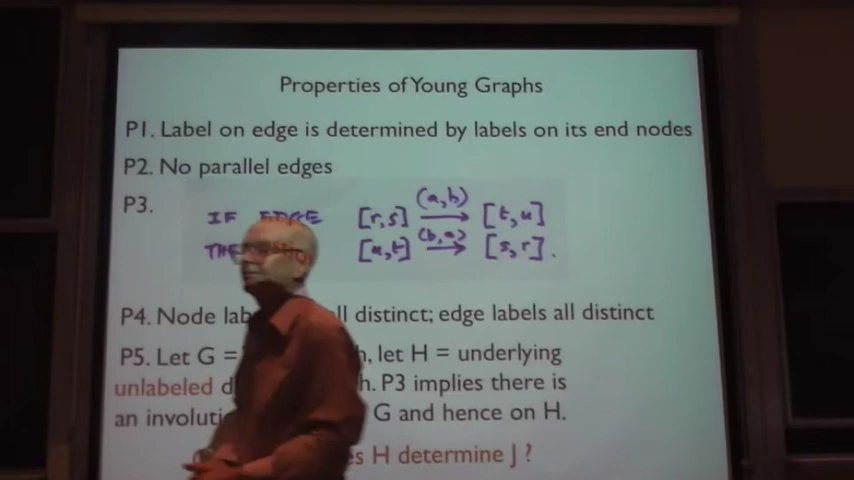 Properties of Young Graphs
P1. Label on edge is determined by labels on its end nodes
P2. No parallel edges
P3.
(a,b)
IF EDGE [r,s] → [t,u]
(b,a)
[u,t] → [s,r].
P4. Node lab ll distinct; edge labels all distinct
P5. Let G = h, let H = underlying
unlabeled d h. P3 implies there is
an involuti G and hence on H.
s H determine J ?